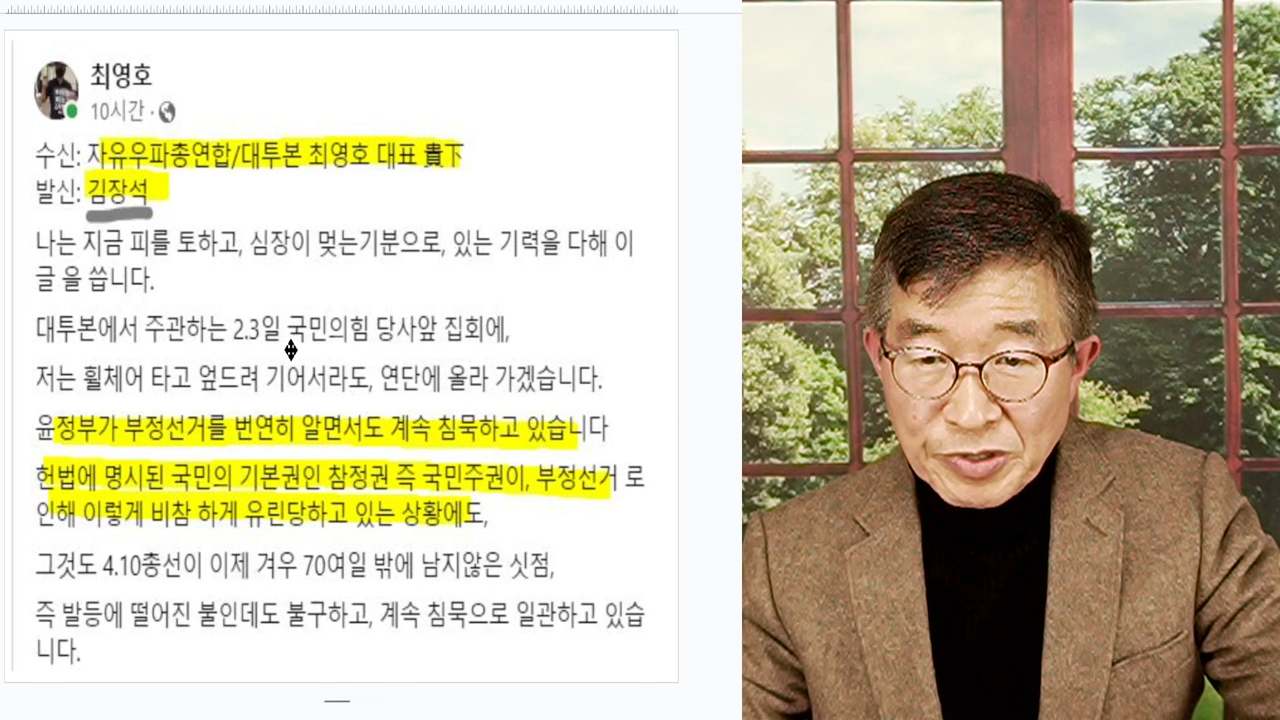 최영호
10시간 ·
수신: 자유우파총연합/대투본 최영호 대표 貴下
발신: 김장석
나는 지금 피를 토하고, 심장이 멎는기분으로, 있는 기력을 다해 이
글 을 씁니다.
대투본에서 주관하는 2.3일 국민의힘 당사앞 집회에,
저는 휠체어 타고 엎드려 기어서라도, 연단에 올라 가겠습니다.
윤정부가 부정선거를 번연히 알면서도 계속 침묵하고 있습니다
헌법에 명시된 국민의 기본권인 참정권 즉 국민주권이, 부정선거 로
인해 이렇게 비참 하게 유린당하고 있는 상황에도,
그것도 4.10총선이 이제 겨우 70여일 밖에 남지않은 싯점,
즉 발등에 떨어진 불인데도 불구하고, 계속 침묵으로 일관하고 있습
니다.